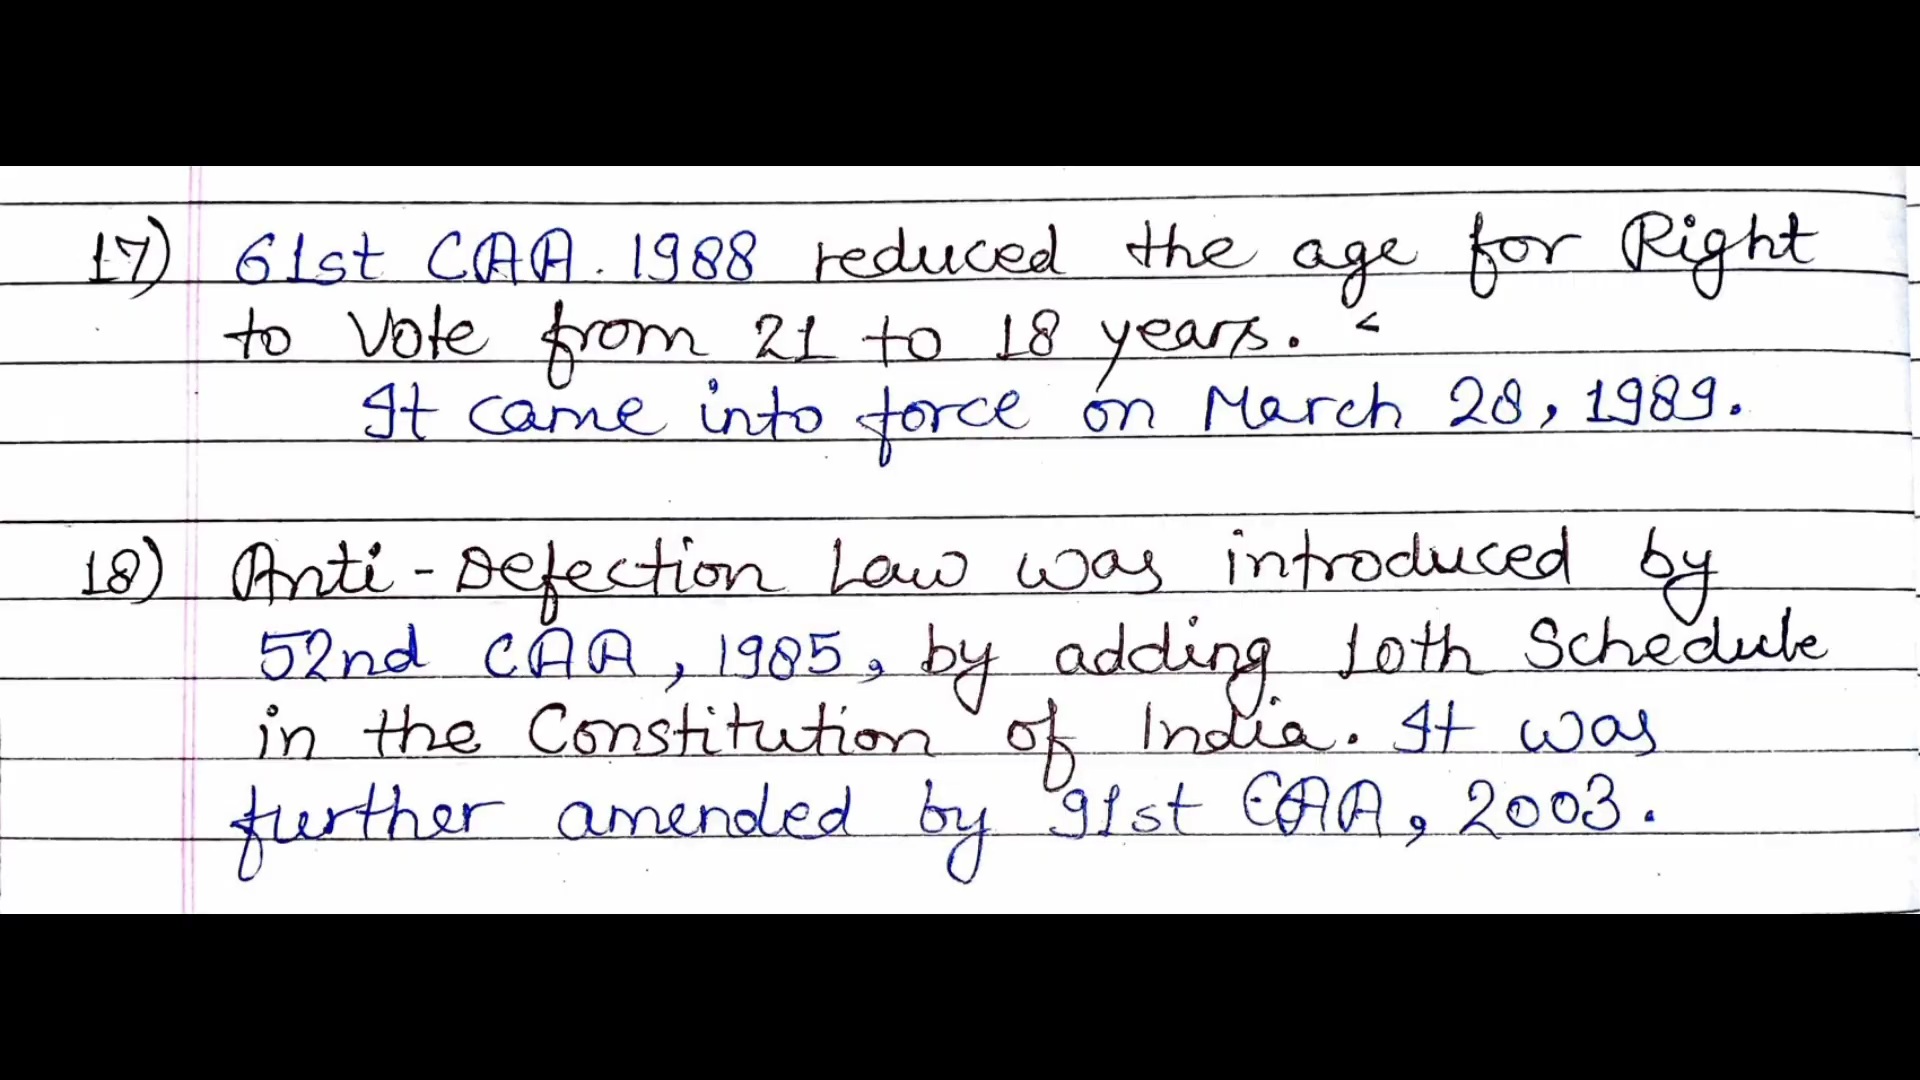 17) 61st CAA. 1988 reduced the age for Right
to Vote from 21 to 18 years.
It came into force on March 28, 1989.
18) Anti-Defection Law was introduced by
52nd CAA, 1985, by adding 10th Schedule
in the Constitution of India. It was
further amended by 91st CAA, 2003.